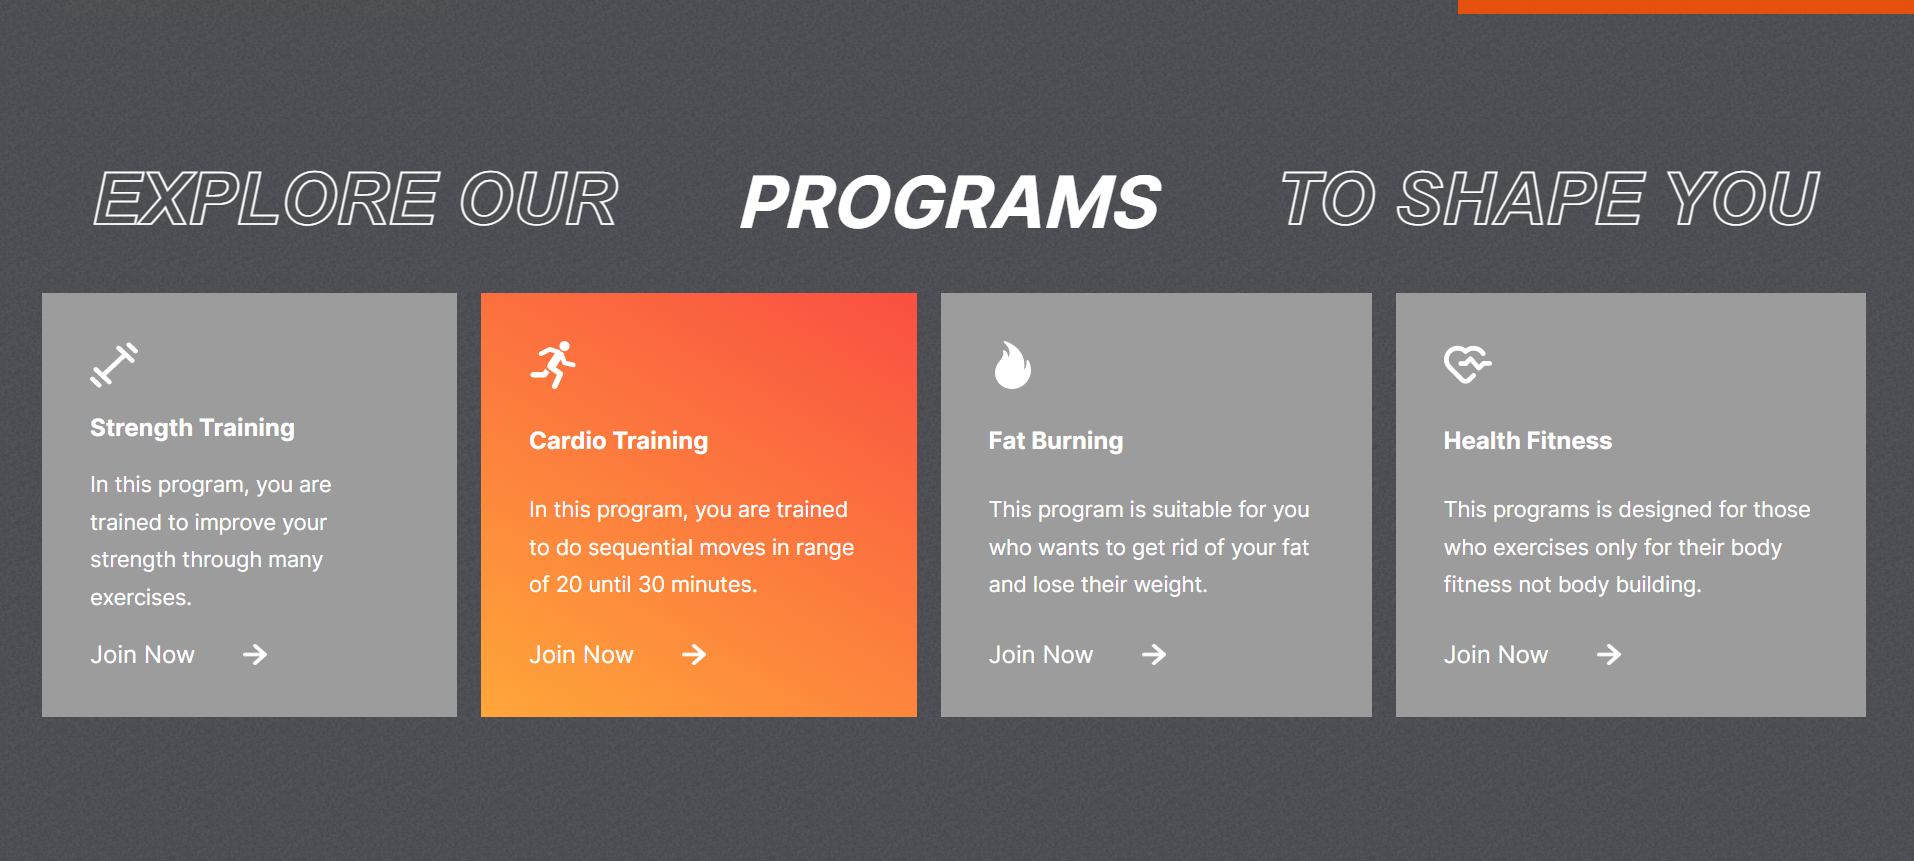 EXPLORE OUR PROGRAMS TO SHAPE YOU
Strength Training
In this program, you are
trained to improve your
strength through many
exercises.
Join Now
Cardio Training
In this program, you are trained
to do sequential moves in range
of 20 until 30 minutes.
Join Now
Fat Burning
This program is suitable for you
who wants to get rid of your fat
and lose their weight.
Join Now
Health Fitness
This programs is designed for those
who exercises only for their body
fitness not body building.
Join Now